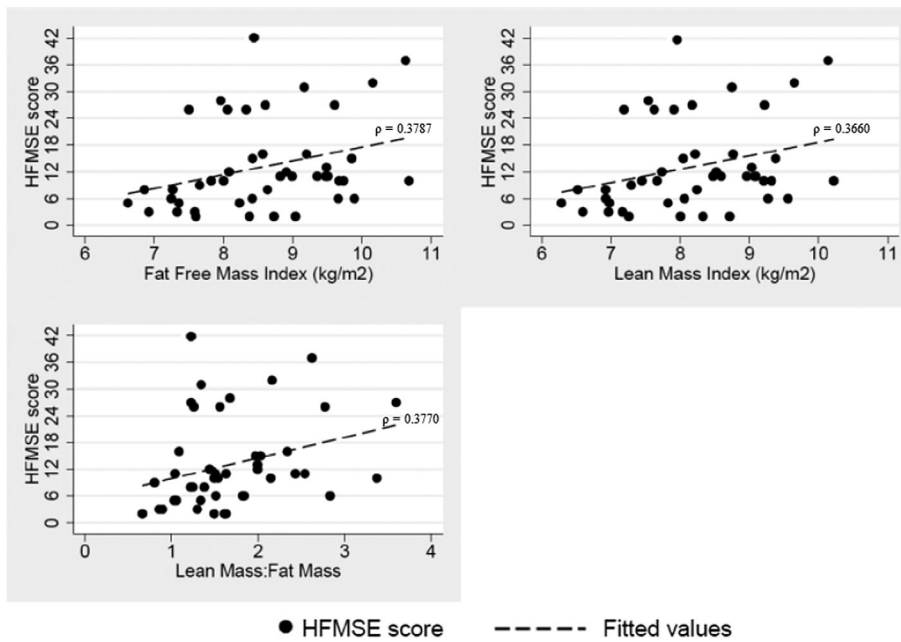 HFMSE score
42
36
30
24
18
12
6
0
ρ = 0.3787
6 7 8 9 10 11
Fat Free Mass Index (kg/m2)
HFMSE score
42
36
30
24
18
12
6
0
ρ = 0.3660
6 7 8 9 10 11
Lean Mass Index (kg/m2)
HFMSE score
42
36
30
24
18
12
6
0
ρ = 0.3770
0 1 2 3 4
Lean Mass:Fat Mass
HFMSE score Fitted values